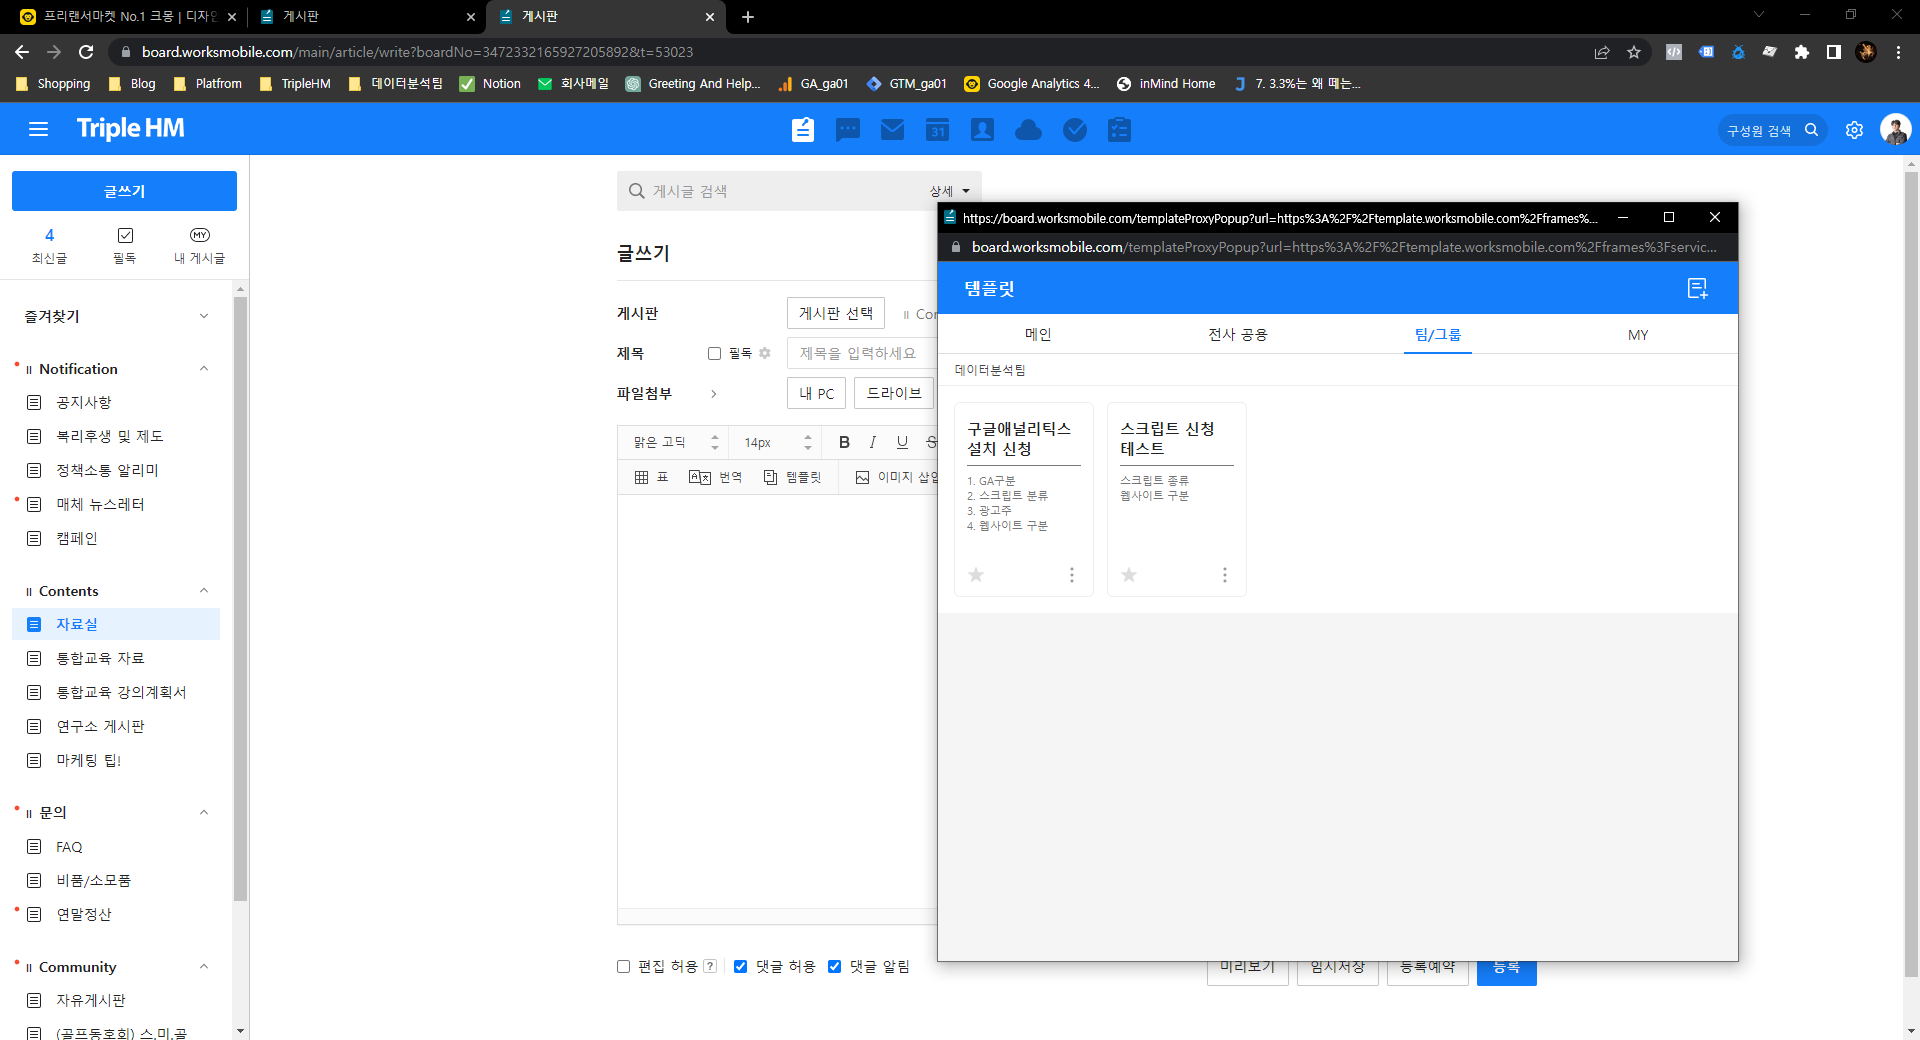 프리랜서마켓 No.1 크몽 | 디자인
게시판
게시판
board.worksmobile.com/main/article/write?boardNo=3472332165927205892&t=53023
Shopping
Blog
Platfrom
TripleHM
데이터분석팀
Notion
회사메일
Greeting And Help...
GA_ga01
GTM_ga01
Google Analytics 4...
inMind Home
7. 3.3%는 왜 떼는...
Triple HM
31
구성원 검색
글쓰기
4
MY
최신글
필독
내 게시글
즐겨찾기
Notification
공지사항
복리후생 및 제도
정책소통 알리미
매체 뉴스레터
캠페인
Contents
자료실
통합교육 자료
통합교육 강의계획서
연구소 게시판
마케팅 팁!
문의
FAQ
비품/소모품
연말정산
Community
자유게시판
(골프동호회) 스.미.골
게시글 검색
상세
글쓰기
게시판
게시판 선택
Con
제목
필독
제목을 입력하세요
파일첨부
내 PC
드라이브
맑은 고딕
14px
B I U S
표
번역
템플릿
이미지 삽입
편집 허용
?
댓글 허용
댓글 알림
미리보기
임시저장
등록예약
등록
https://board.worksmobile.com/templateProxyPopup?url=https%3A%2F%2Ftemplate.worksmobile.com%2Fframes%...
board.worksmobile.com/templateProxyPopup?url=https%3A%2F%2Ftemplate.worksmobile.com%2Fframes%3Fservic...
템플릿
메인
전사 공용
팀/그룹
MY
데이터분석팀
구글애널리틱스
설치 신청
1. GA구분
2. 스크립트 분류
3. 광고주
4. 웹사이트 구분
스크립트 신청
테스트
스크립트 종류
웹사이트 구분